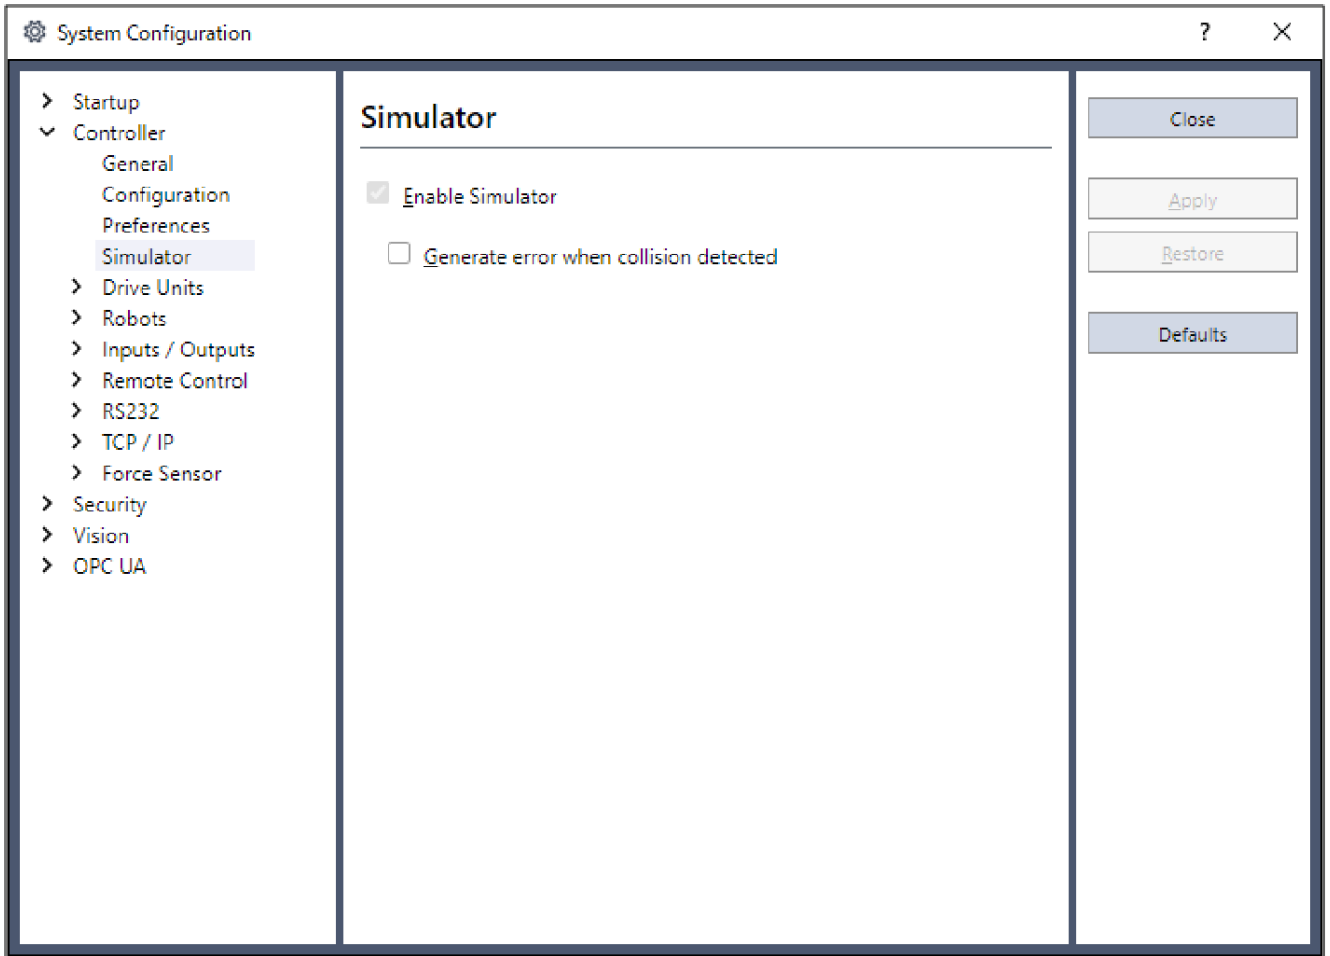 System Configuration
?
Startup
Controller
General
Configuration
Preferences
Simulator
Drive Units
Robots
Inputs / Outputs
Remote Control
RS232
TCP / IP
Force Sensor
Security
Vision
OPC UA
Simulator
Enable Simulator
Generate error when collision detected
Close
Apply
Restore
Defaults